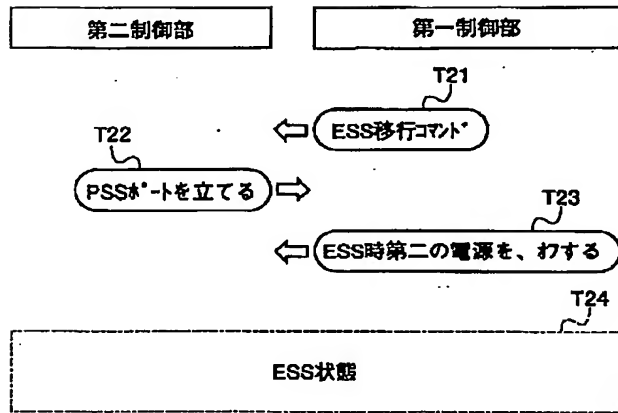 第二制御部
第一制御部
T21
ESS移行コマンド
T22
PSSポートを立てる
T23
ESS時第二の電源を、オフする
T24
ESS状態